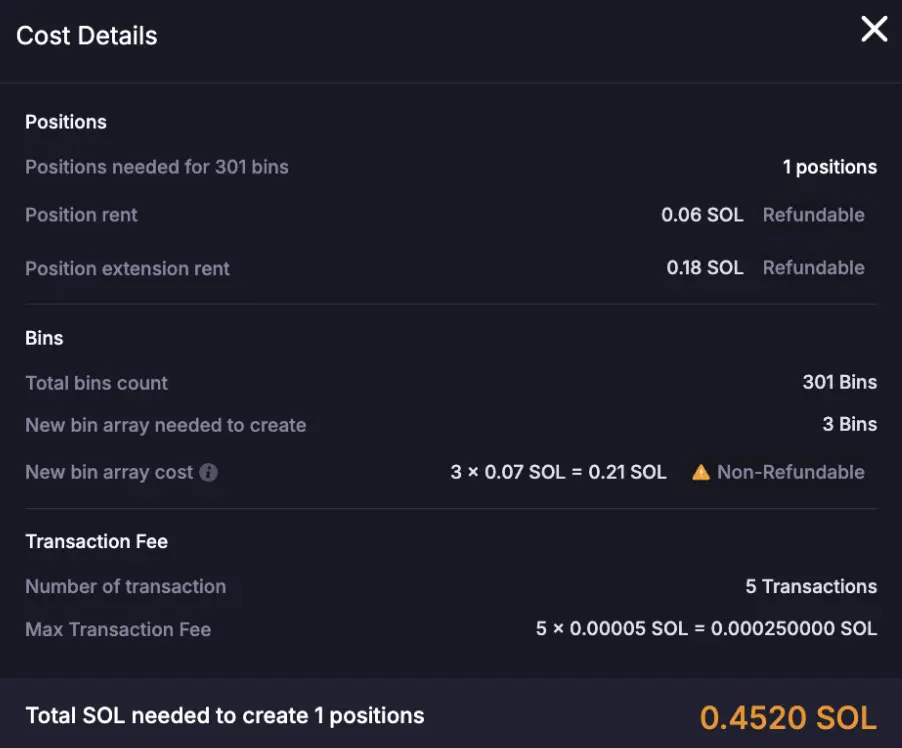 Cost Details
Positions
Positions needed for 301 bins 1 positions
Position rent 0.06 SOL Refundable
Position extension rent 0.18 SOL Refundable
Bins
Total bins count 301 Bins
New bin array needed to create 3 Bins
New bin array cost 3 × 0.07 SOL = 0.21 SOL Non-Refundable
Transaction Fee
Number of transaction 5 Transactions
Max Transaction Fee 5 × 0.00005 SOL = 0.000250000 SOL
Total SOL needed to create 1 positions 0.4520 SOL